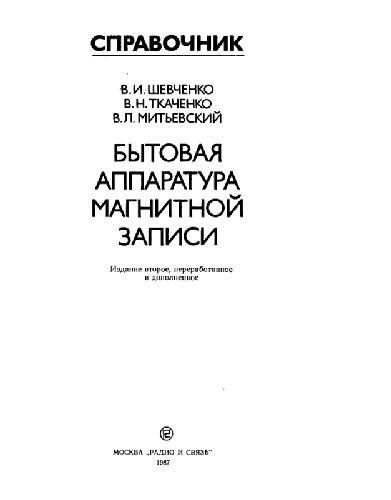 СПРАВОЧНИК
В. И. ШЕВЧЕНКО
В. Н. ТКАЧЕНКО
В. Л. МИТЬЕВСКИЙ
БЫТОВАЯ
АППАРАТУРА
МАГНИТНОЙ
ЗАПИСИ
Издание второе, переработанное
и дополненное
МОСКВА „РАДИО И СВЯЗЬ"
1987